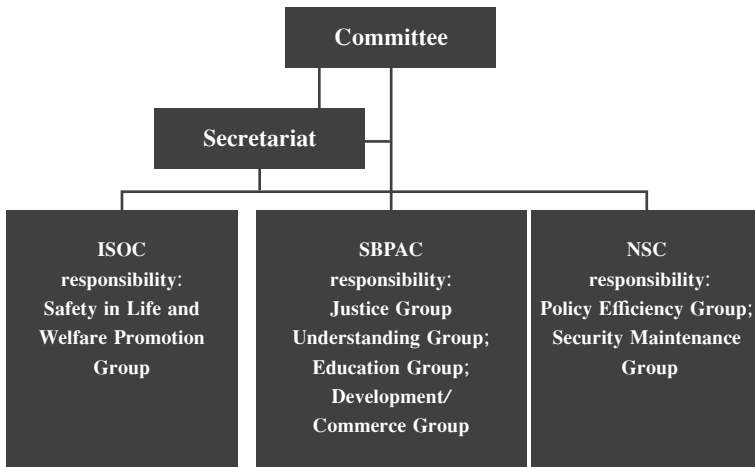 Committee
Secretariat
ISOC
responsibility:
Safety in Life and
Welfare Promotion
Group
SBPAC
responsibility:
Justice Group
Understanding Group;
Education Group;
Development/
Commerce Group
NSC
responsibility:
Policy Efficiency Group;
Security Maintenance
Group